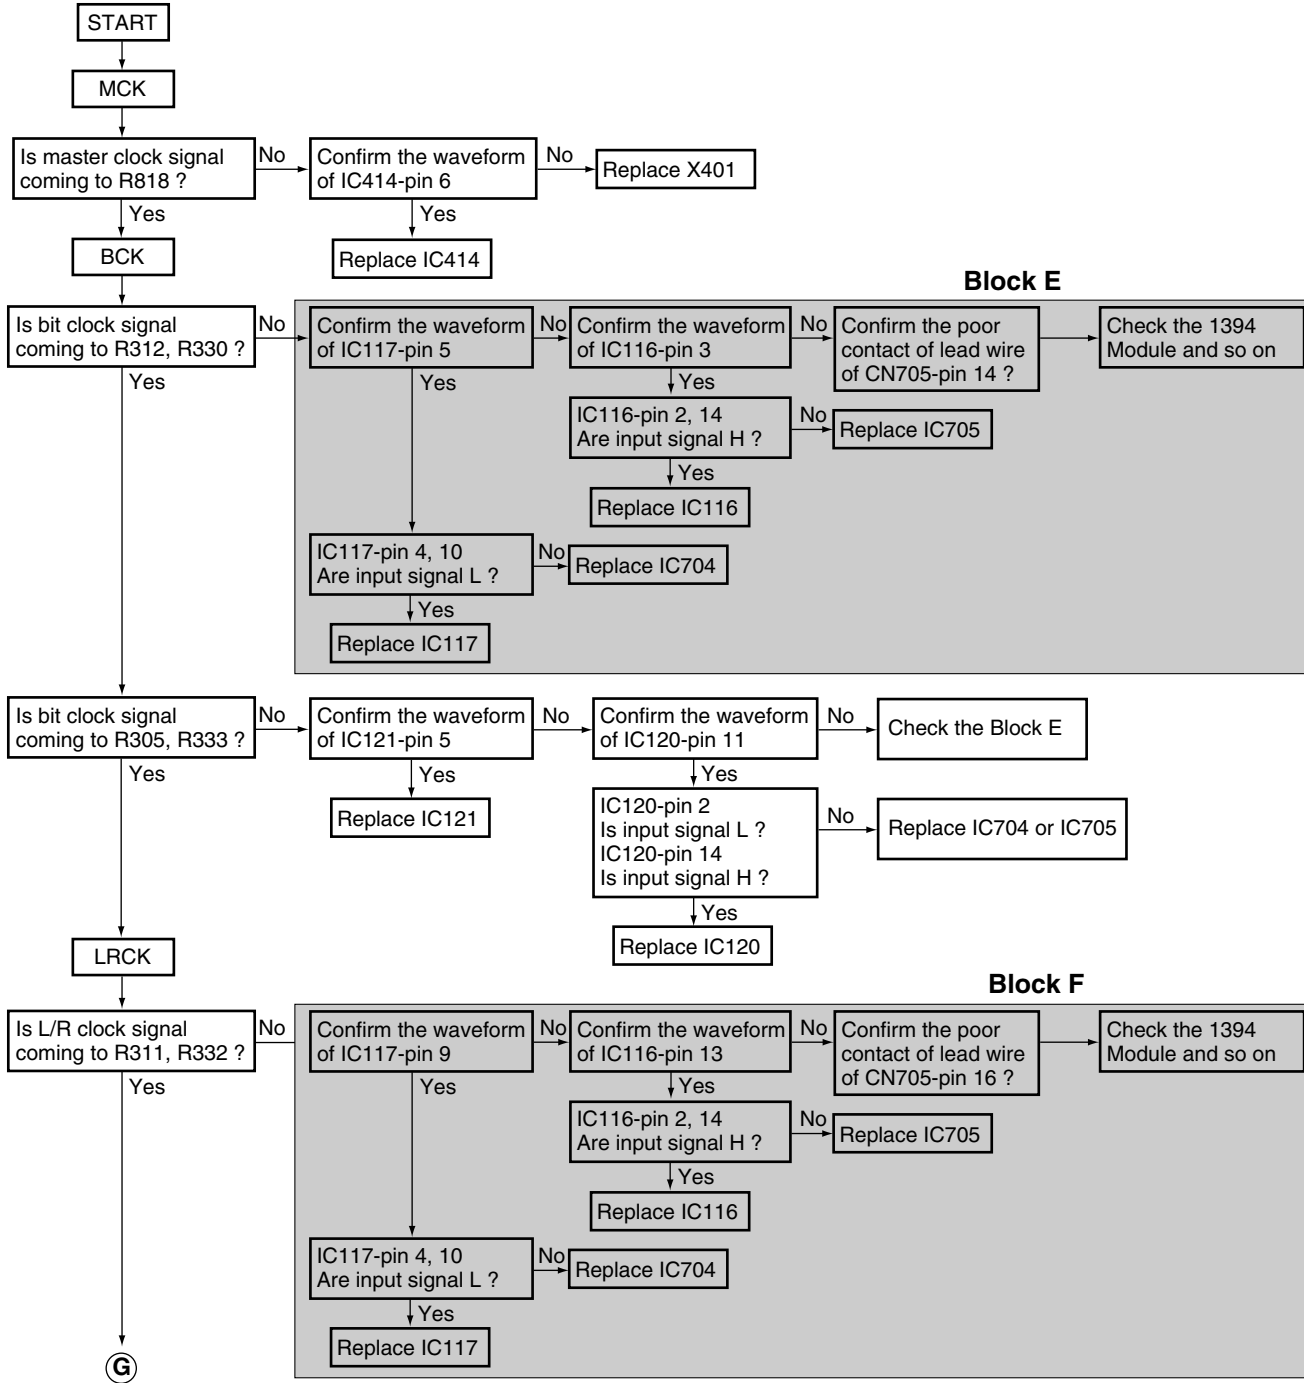 START
MCK
Is master clock signal
coming to R818 ?
No
Confirm the waveform
of IC414-pin 6
No
Replace X401
Yes
Yes
BCK
Replace IC414
Block E
Is bit clock signal
coming to R312, R330 ?
No
Confirm the waveform
of IC117-pin 5
No
Confirm the waveform
of IC116-pin 3
No
Confirm the poor
contact of lead wire
of CN705-pin 14 ?
Check the 1394
Module and so on
Yes
Yes
Yes
IC116-pin 2, 14
Are input signal H ?
No
Replace IC705
Yes
Replace IC116
IC117-pin 4, 10
Are input signal L ?
No
Replace IC704
Yes
Replace IC117
Is bit clock signal
coming to R305, R333 ?
No
Confirm the waveform
of IC121-pin 5
No
Confirm the waveform
of IC120-pin 11
No
Check the Block E
Yes
Yes
Yes
Replace IC121
IC120-pin 2
Is input signal L ?
IC120-pin 14
Is input signal H ?
No
Replace IC704 or IC705
Yes
Replace IC120
LRCK
Block F
Is L/R clock signal
coming to R311, R332 ?
No
Confirm the waveform
of IC117-pin 9
No
Confirm the waveform
of IC116-pin 13
No
Confirm the poor
contact of lead wire
of CN705-pin 16 ?
Check the 1394
Module and so on
Yes
Yes
Yes
IC116-pin 2, 14
Are input signal H ?
No
Replace IC705
Yes
Replace IC116
IC117-pin 4, 10
Are input signal L ?
No
Replace IC704
Yes
Replace IC117
G